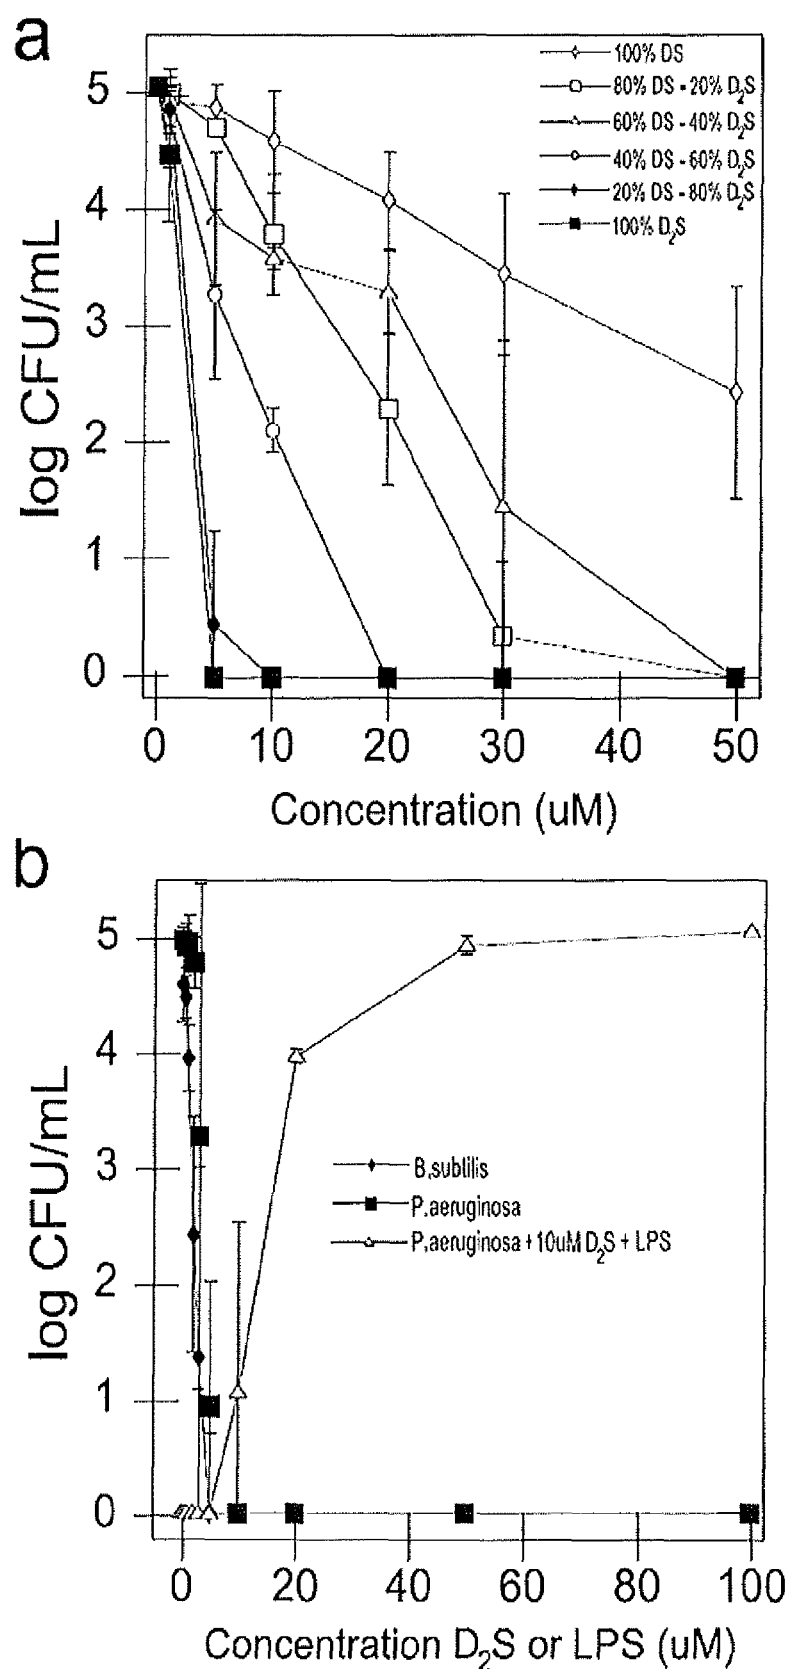 a
100% DS
80% DS - 20% D₂S
60% DS - 40% D₂S
40% DS - 60% D₂S
20% DS - 80% D₂S
100% D₂S
5
4
3
2
1
0
log CFU/mL
0 10 20 30 40 50
Concentration (uM)
b
5
4
3
2
1
0
log CFU/mL
B.subtilis
P.aeruginosa
P.aeruginosa + 10uM D₂S + LPS
0 20 40 60 80 100
Concentration D₂S or LPS (uM)